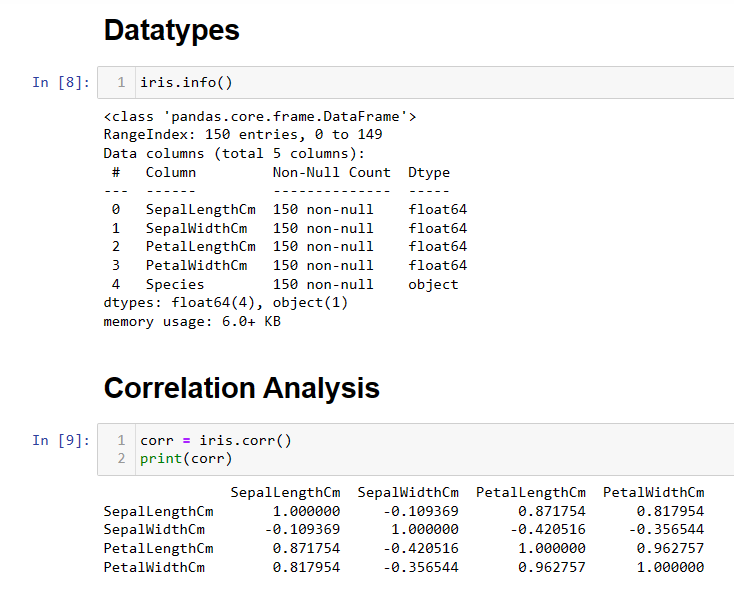 Datatypes
In [8]: 1 iris.info()
<class 'pandas.core.frame.DataFrame'>
RangeIndex: 150 entries, 0 to 149
Data columns (total 5 columns):
 #   Column         Non-Null Count  Dtype
---  ------         --------------  -----
 0   SepalLengthCm  150 non-null    float64
 1   SepalWidthCm   150 non-null    float64
 2   PetalLengthCm  150 non-null    float64
 3   PetalWidthCm   150 non-null    float64
 4   Species        150 non-null    object
dtypes: float64(4), object(1)
memory usage: 6.0+ KB
Correlation Analysis
In [9]: 1 corr = iris.corr()
2 print(corr)
               SepalLengthCm  SepalWidthCm  PetalLengthCm  PetalWidthCm
SepalLengthCm       1.000000     -0.109369       0.871754      0.817954
SepalWidthCm       -0.109369      1.000000      -0.420516     -0.356544
PetalLengthCm       0.871754     -0.420516       1.000000      0.962757
PetalWidthCm        0.817954     -0.356544       0.962757      1.000000